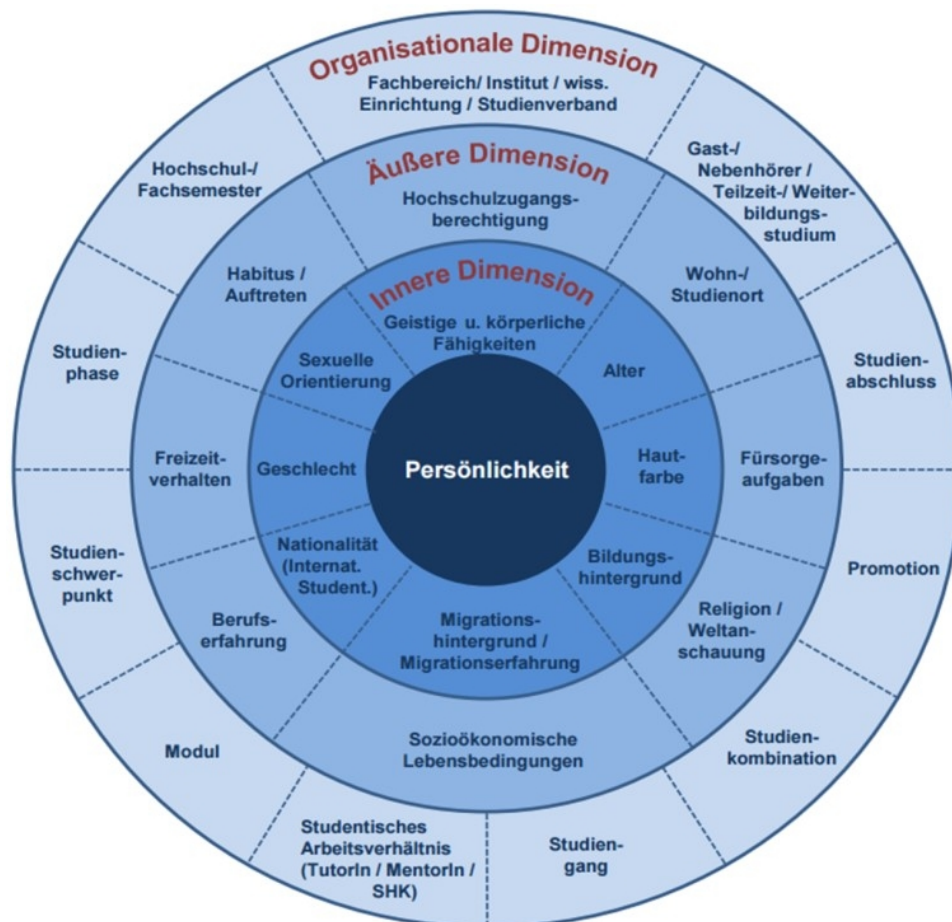 Organisationale Dimension
Fachbereich/ Institut / wiss.
Einrichtung / Studienverband
Gast-/
Nebenhörer /
Teilzeit-/ Weiter-
bildungs-
studium
Studien-
abschluss
Promotion
Studien-
kombination
Studien-
gang
Studentisches
Arbeitsverhältnis
(TutorIn / MentorIn /
SHK)
Modul
Studien-
schwer-
punkt
Studien-
phase
Hochschul-/
Fachsemester
Äußere Dimension
Hochschulzugangs-
berechtigung
Wohn-/
Studienort
Fürsorge-
aufgaben
Religion /
Weltan-
schauung
Sozioökonomische
Lebensbedingungen
Berufs-
erfahrung
Freizeit-
verhalten
Habitus /
Auftreten
Innere Dimension
Geistige u. körperliche
Fähigkeiten
Alter
Haut-
farbe
Bildungs-
hintergrund
Migrations-
hintergrund /
Migrationserfahrung
Nationalität
(Internat.
Student.)
Geschlecht
Sexuelle
Orientierung
Persönlichkeit